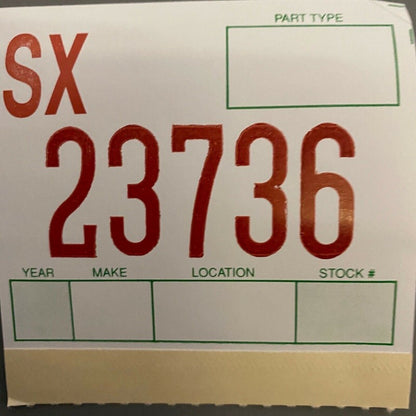 PART TYPE
SX
23736
YEAR MAKE LOCATION STOCK #